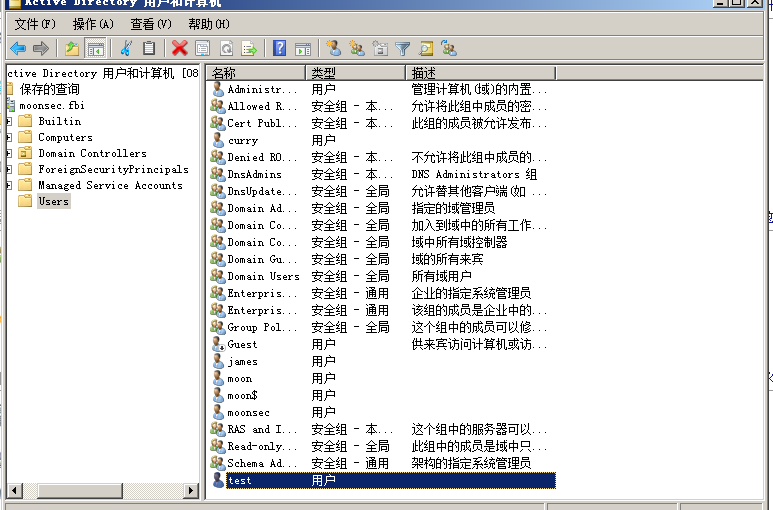 Active Directory 用户和计算机
文件(F) 操作(A) 查看(V) 帮助(H)
ctive Directory 用户和计算机 [08
保存的查询
moonsec.fbi
Builtin
Computers
Domain Controllers
ForeignSecurityPrincipals
Managed Service Accounts
Users
名称 类型 描述
Administr... 用户 管理计算机(域)的内置...
Allowed R... 安全组 - 本... 允许将此组中成员的密...
Cert Publ... 安全组 - 本... 此组的成员被允许发布...
curry 用户
Denied RO... 安全组 - 本... 不允许将此组中成员的...
DnsAdmins 安全组 - 本... DNS Administrators 组
DnsUpdate... 安全组 - 全局 允许替其他客户端(如 ...
Domain Ad... 安全组 - 全局 指定的域管理员
Domain Co... 安全组 - 全局 加入到域中的所有工作...
Domain Co... 安全组 - 全局 域中所有域控制器
Domain Gu... 安全组 - 全局 域的所有来宾
Domain Users 安全组 - 全局 所有域用户
Enterpris... 安全组 - 通用 企业的指定系统管理员
Enterpris... 安全组 - 通用 该组的成员是企业中的...
Group Pol... 安全组 - 全局 这个组中的成员可以修...
Guest 用户 供来宾访问计算机或访...
james 用户
moon 用户
moon$ 用户
moonsec 用户
RAS and I... 安全组 - 本... 这个组中的服务器可以...
Read-only... 安全组 - 全局 此组中的成员是域中只...
Schema Ad... 安全组 - 通用 架构的指定系统管理员
test 用户